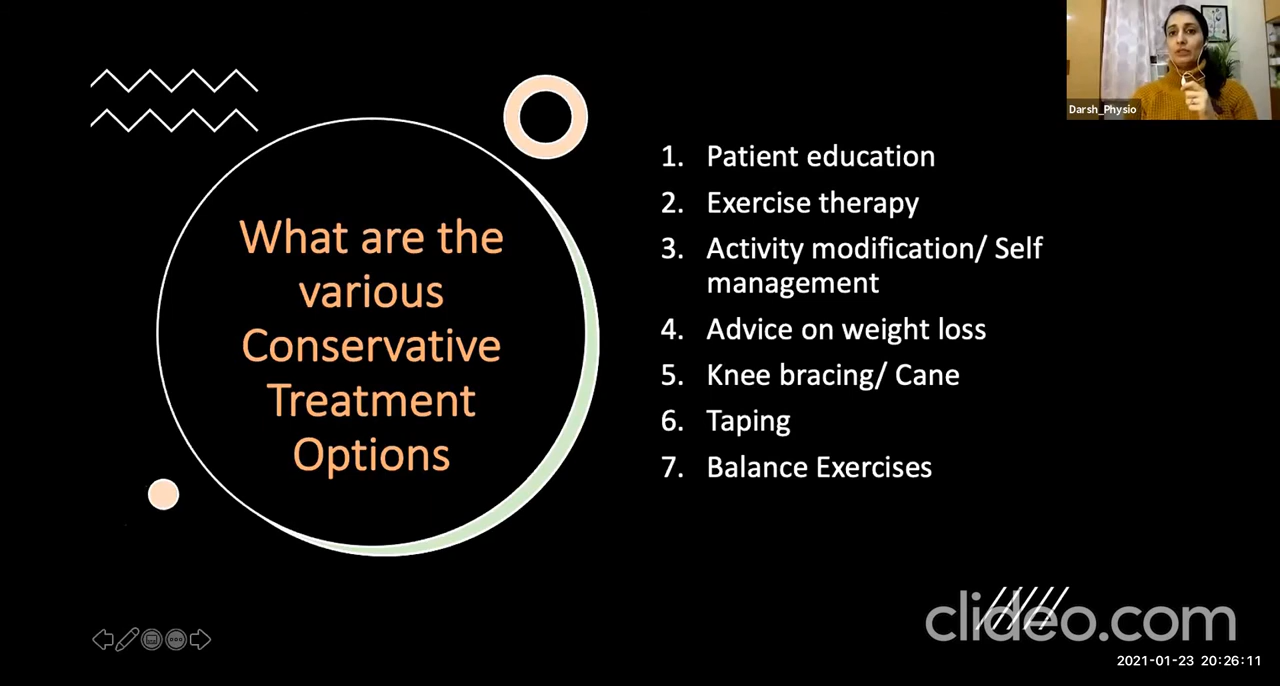 Darsh_Physio
What are the
various
Conservative
Treatment
Options
1. Patient education
2. Exercise therapy
3. Activity modification/ Self
management
4. Advice on weight loss
5. Knee bracing/ Cane
6. Taping
7. Balance Exercises
clideo.com
2021-01-23 20:26:11